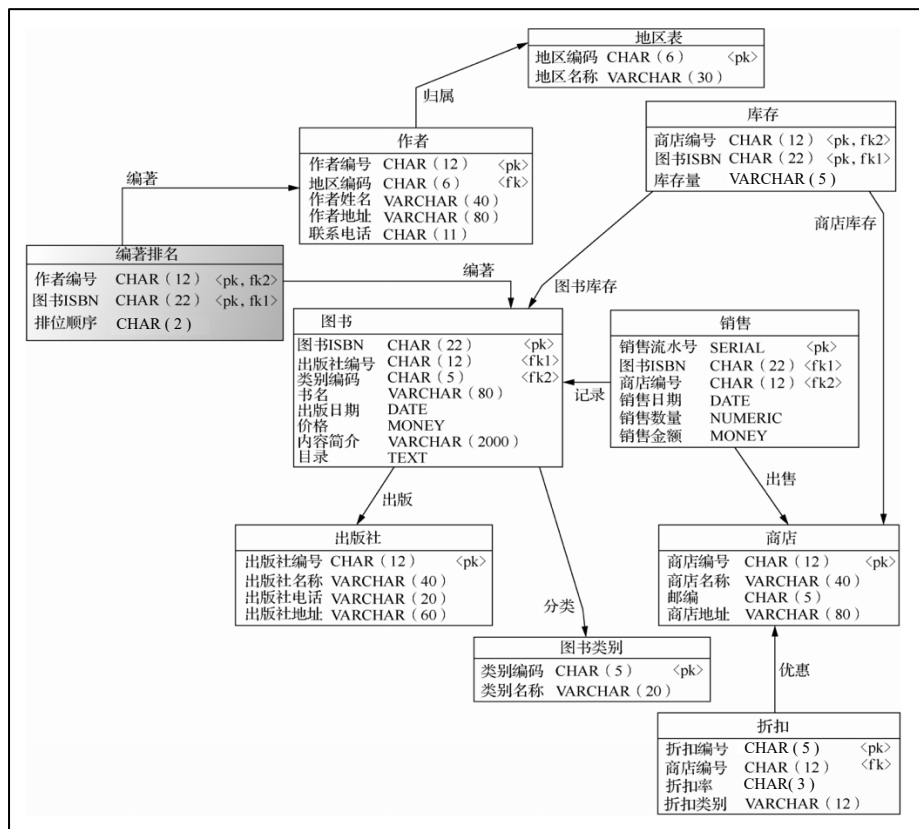 地区表
地区编码 CHAR（6） <pk>
地区名称 VARCHAR（30）
归属
作者
作者编号 CHAR（12） <pk>
地区编码 CHAR（6） <fk>
作者姓名 VARCHAR（40）
作者地址 VARCHAR（80）
联系电话 CHAR（11）
库存
商店编号 CHAR（12） <pk, fk2>
图书ISBN CHAR（22） <pk, fk1>
库存量 VARCHAR(5)
编著
商店库存
编著排名
作者编号 CHAR（12） <pk, fk2>
图书ISBN CHAR（22） <pk, fk1>
排位顺序 CHAR(2)
编著
图书库存
图书
图书ISBN CHAR（22） <pk>
出版社编号 CHAR（12） <fk1>
类别编码 CHAR（5） <fk2>
书名 VARCHAR（80）
出版日期 DATE
价格 MONEY
内容简介 VARCHAR（2000）
目录 TEXT
记录
销售
销售流水号 SERIAL <pk>
图书ISBN CHAR（22） <fk1>
商店编号 CHAR（12） <fk2>
销售日期 DATE
销售数量 NUMERIC
销售金额 MONEY
出版
出售
出版社
出版社编号 CHAR（12） <pk>
出版社名称 VARCHAR（40）
出版社电话 VARCHAR（20）
出版社地址 VARCHAR（60）
分类
商店
商店编号 CHAR（12） <pk>
商店名称 VARCHAR（40）
邮编 CHAR（5）
商店地址 VARCHAR（80）
图书类别
类别编码 CHAR（5） <pk>
类别名称 VARCHAR（20）
优惠
折扣
折扣编号 CHAR(5) <pk>
商店编号 CHAR（12） <fk>
折扣率 CHAR(3)
折扣类别 VARCHAR（12）